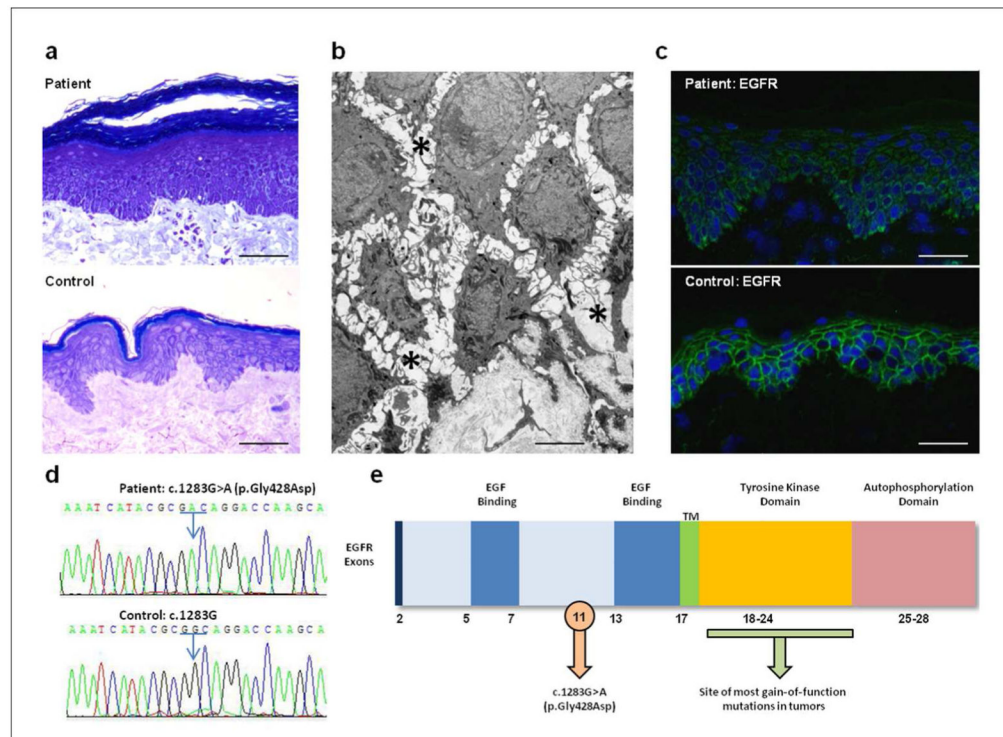 a
Patient
Control
b
*
*
*
c
Patient: EGFR
Control: EGFR
d
Patient: c.1283G>A (p.Gly428Asp)
A A A T C A T A C G C G A C A G G A C C A A G C A
Control: c.1283G
A A A T C A T A C G C G G C A G G A C C A A G C A
e
EGF
Binding
EGF
Binding
Tyrosine Kinase
Domain
Autophosphorylation
Domain
TM
EGFR
Exons
2
5
7
11
13
17
18-24
25-28
c.1283G>A
(p.Gly428Asp)
Site of most gain-of-function
mutations in tumors